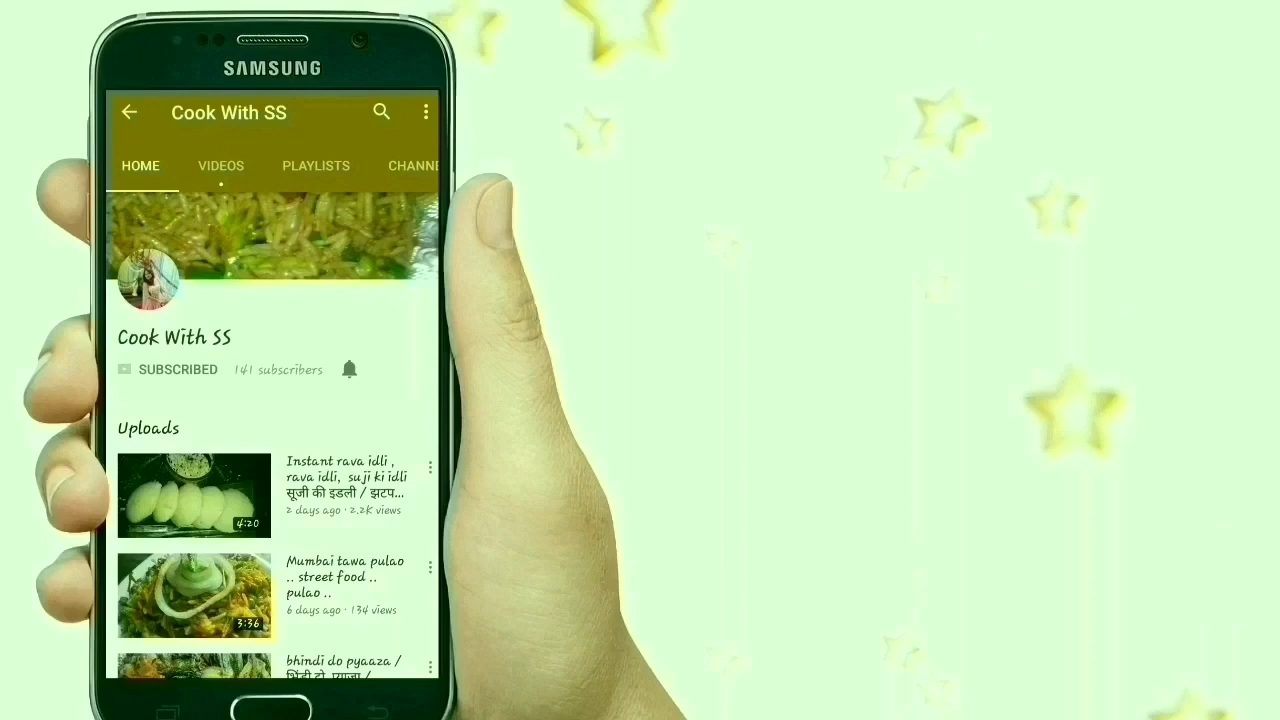 SAMSUNG
Cook With SS
HOME VIDEOS PLAYLISTS CHANNE
Cook With SS
SUBSCRIBED 141 subscribers
Uploads
Instant rava idli ,
rava idli, suji ki idli
सूजी की इडली / झटप...
2 days ago · 2.2K views
4:20
Mumbai tawa pulao
.. street food ..
pulao ..
6 days ago · 134 views
3:36
bhindi do pyaaza /
भिंडी दो प्याजा /